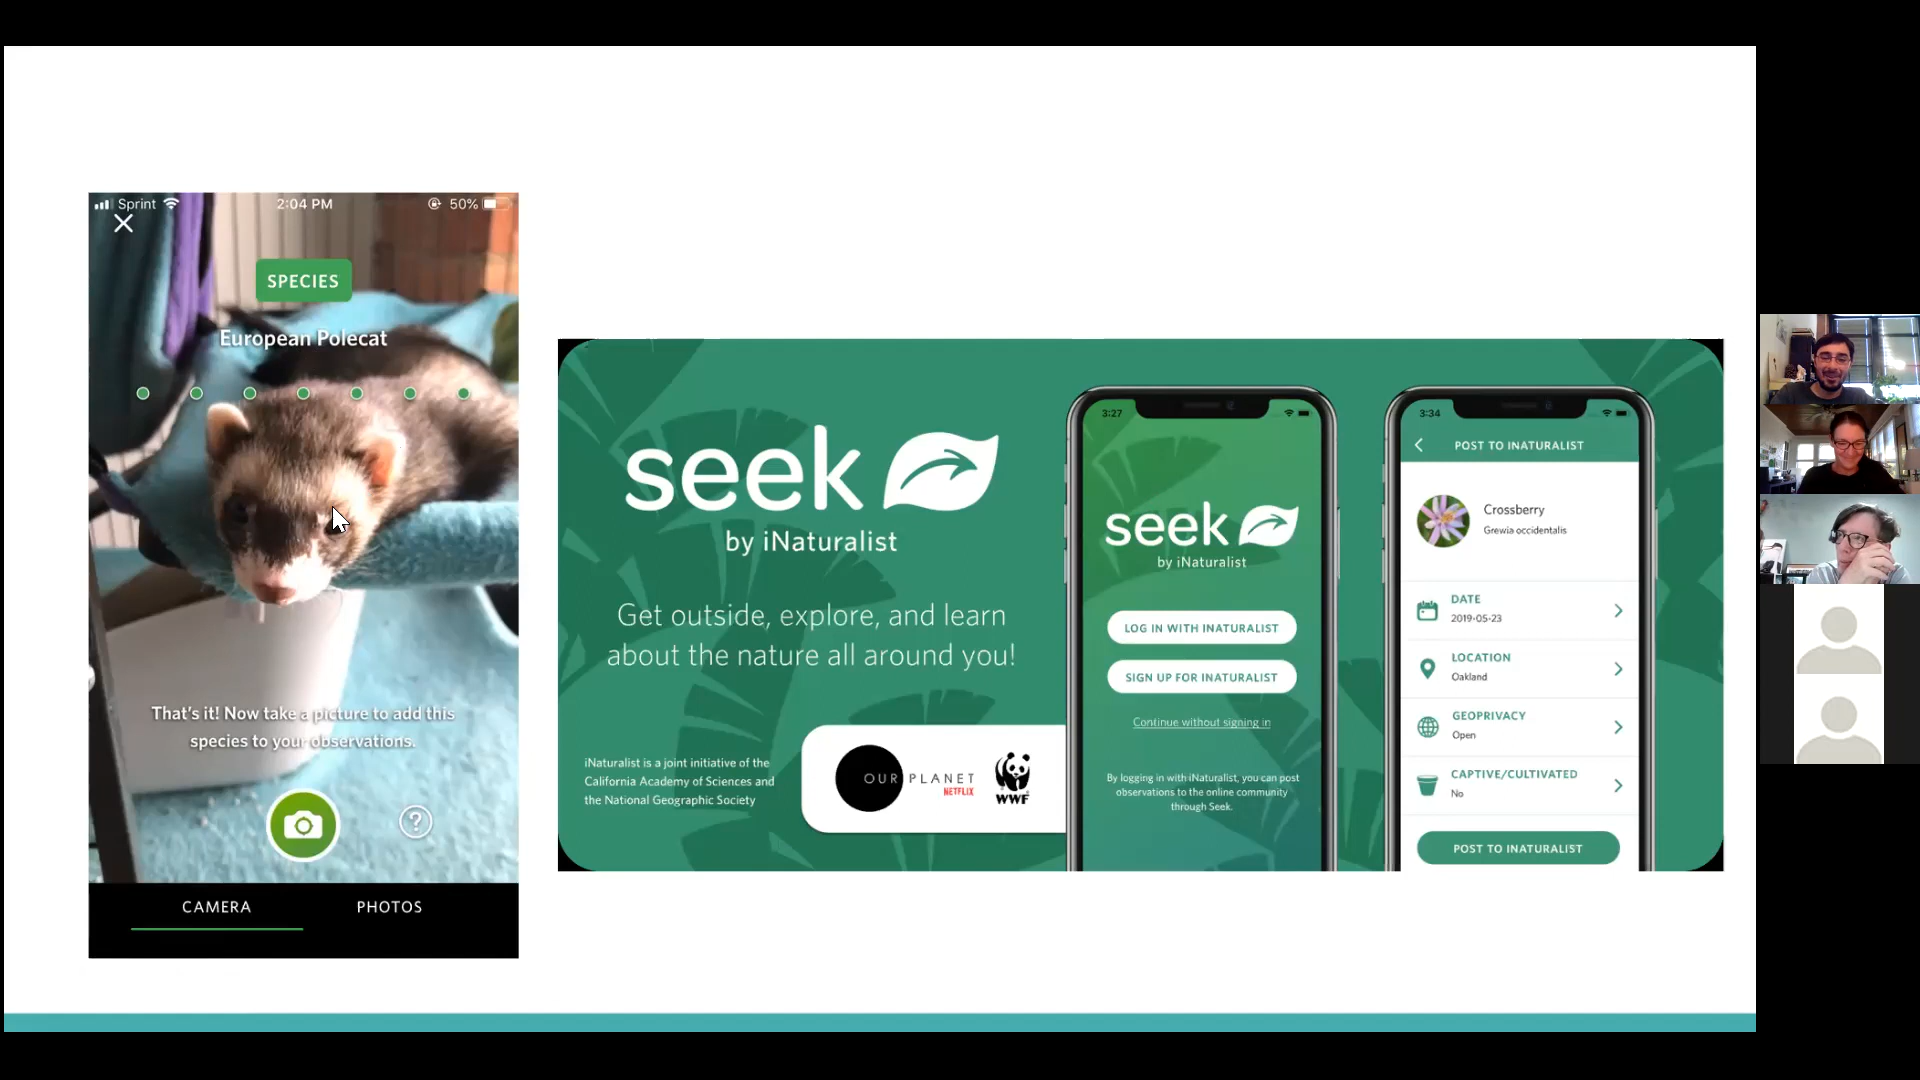 Sprint
2:04 PM
50%
SPECIES
European Polecat
That's it! Now take a picture to add this
species to your observations.
CAMERA
PHOTOS
seek
by iNaturalist
Get outside, explore, and learn
about the nature all around you!
iNaturalist is a joint initiative of the
California Academy of Sciences and
the National Geographic Society
OUR PLANET
NETFLIX
WWF
3:27
seek
by iNaturalist
LOG IN WITH INATURALIST
SIGN UP FOR INATURALIST
Continue without signing in
By logging in with iNaturalist, you can post
observations to the online community
through Seek.
3:34
POST TO INATURALIST
Crossberry
Grewia occidentalis
DATE
2019-05-23
LOCATION
Oakland
GEOPRIVACY
Open
CAPTIVE/CULTIVATED
No
POST TO INATURALIST